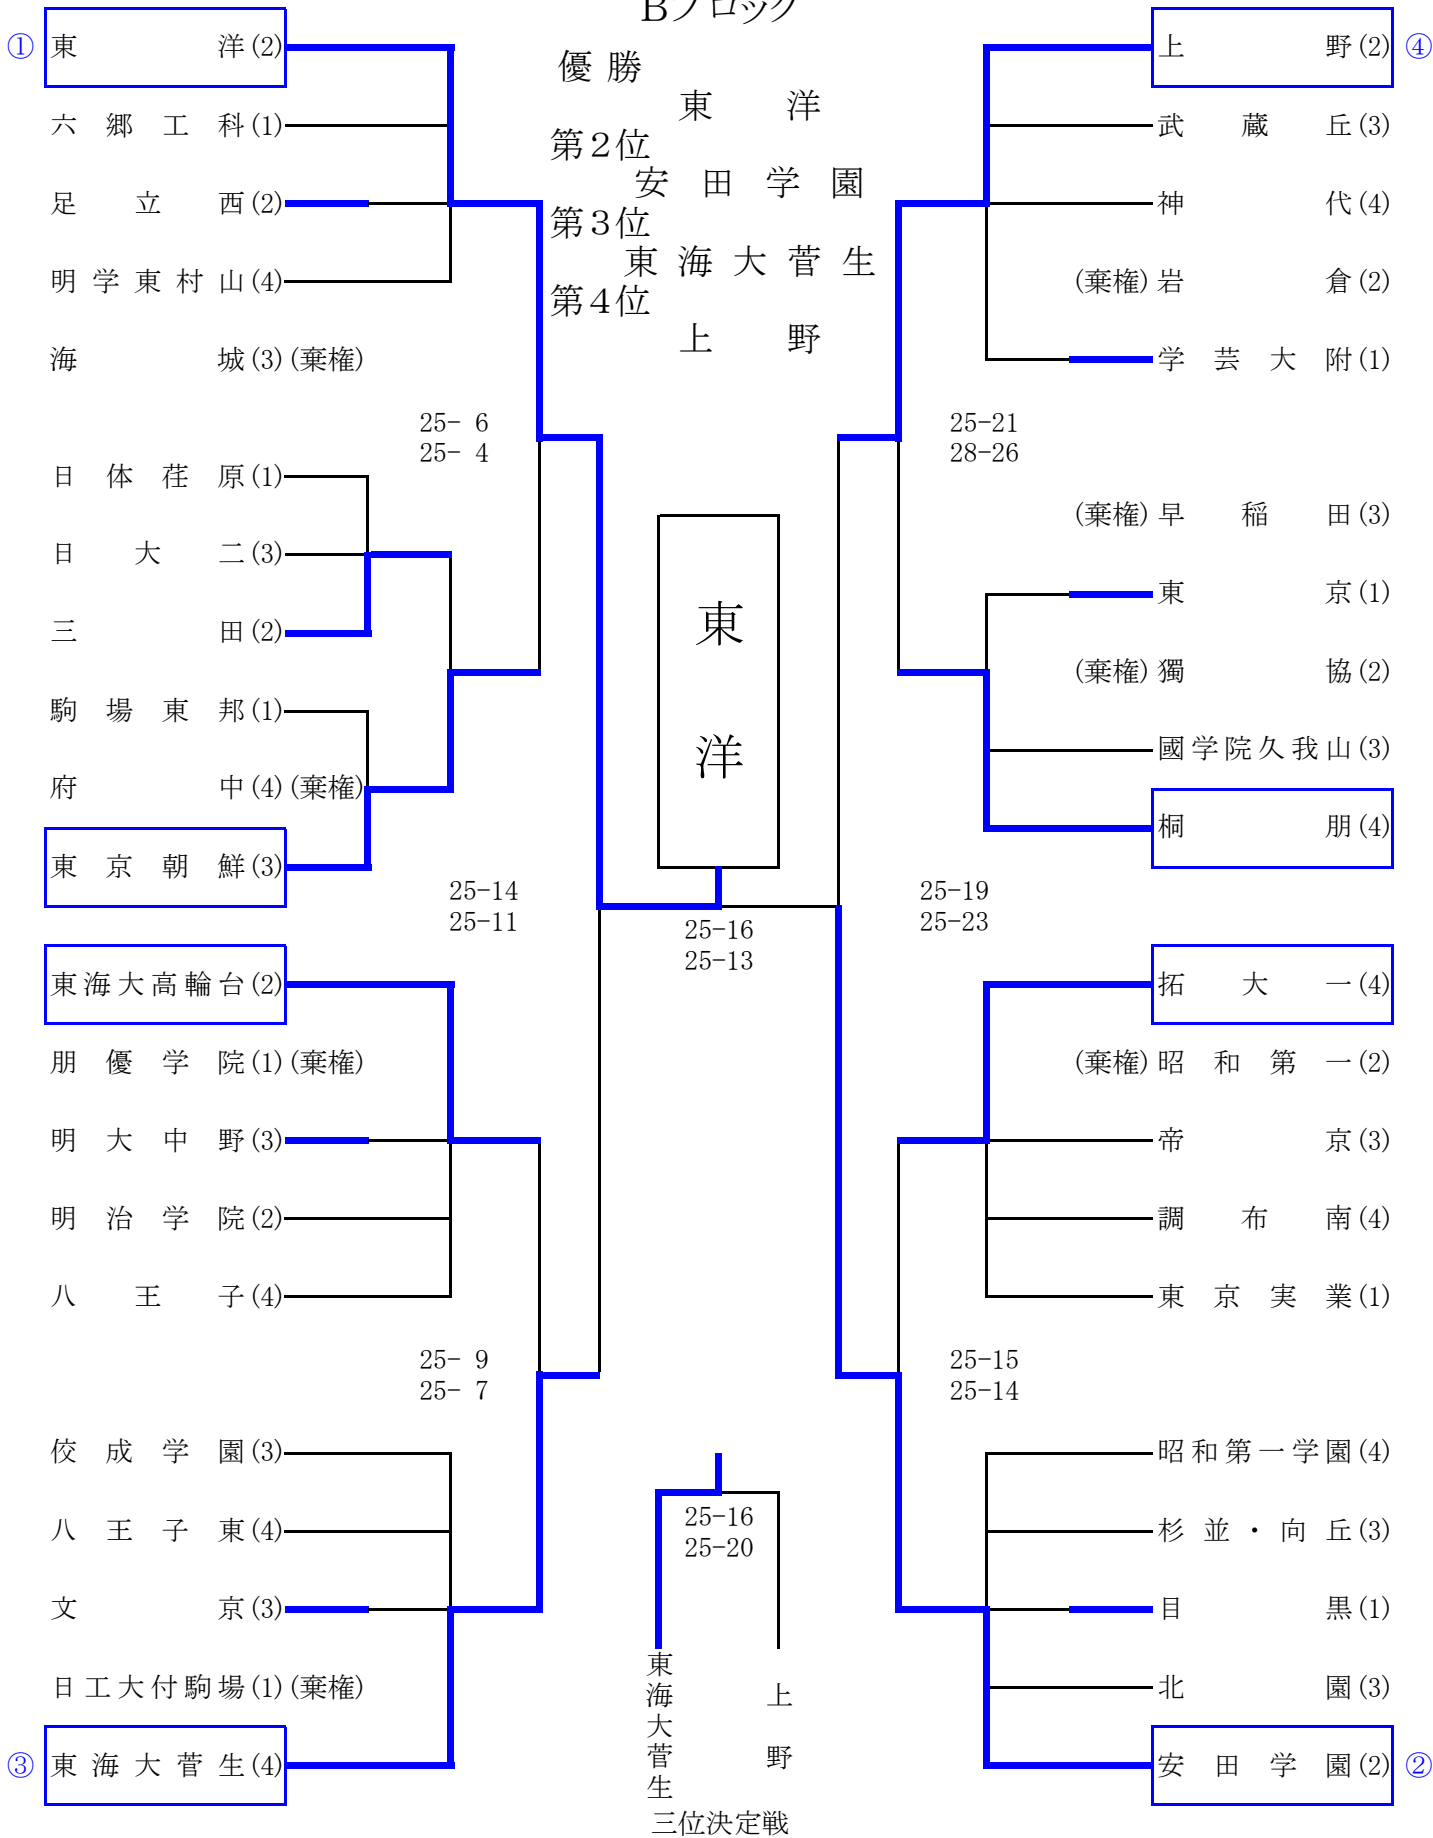 Bブロック
優勝
東洋
第2位
安田学園
第3位
東海大菅生
第4位
上野
① 東洋(2)
六郷工科(1)
足立西(2)
明学東村山(4)
海城(3)(棄権)
25- 6
25- 4
日体荏原(1)
日大二(3)
三田(2)
駒場東邦(1)
府中(4)(棄権)
東京朝鮮(3)
25-14
25-11
東海大高輪台(2)
朋優学院(1)(棄権)
明大中野(3)
明治学院(2)
八王子(4)
25- 9
25- 7
佼成学園(3)
八王子東(4)
文京(3)
日工大付駒場(1)(棄権)
③ 東海大菅生(4)
東洋
25-16
25-13
25-16
25-20
東海大菅生
上野
三位決定戦
上野(2) ④
武蔵丘(3)
神代(4)
(棄権)岩倉(2)
学芸大附(1)
25-21
28-26
(棄権)早稲田(3)
東京(1)
(棄権)獨協(2)
國学院久我山(3)
桐朋(4)
25-19
25-23
拓大一(4)
(棄権)昭和第一(2)
帝京(3)
調布南(4)
東京実業(1)
25-15
25-14
昭和第一学園(4)
杉並・向丘(3)
目黒(1)
北園(3)
安田学園(2) ②